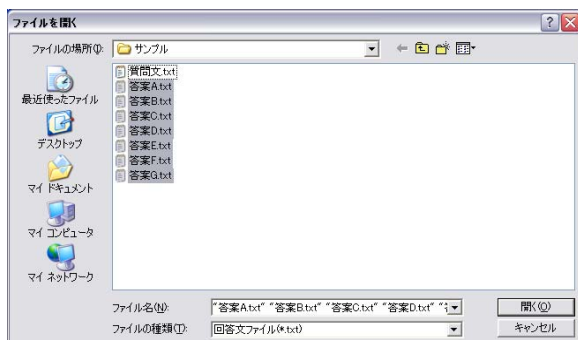 ファイルを開く
ファイルの場所(I):
サンプル
最近使ったファイル
デスクトップ
マイ ドキュメント
マイ コンピュータ
マイ ネットワーク
質問文.txt
答案A.txt
答案B.txt
答案C.txt
答案D.txt
答案E.txt
答案F.txt
答案G.txt
ファイル名(N):
"答案A.txt" "答案B.txt" "答案C.txt" "答案D.txt"
開く(O)
ファイルの種類(T):
回答文ファイル(*.txt)
キャンセル